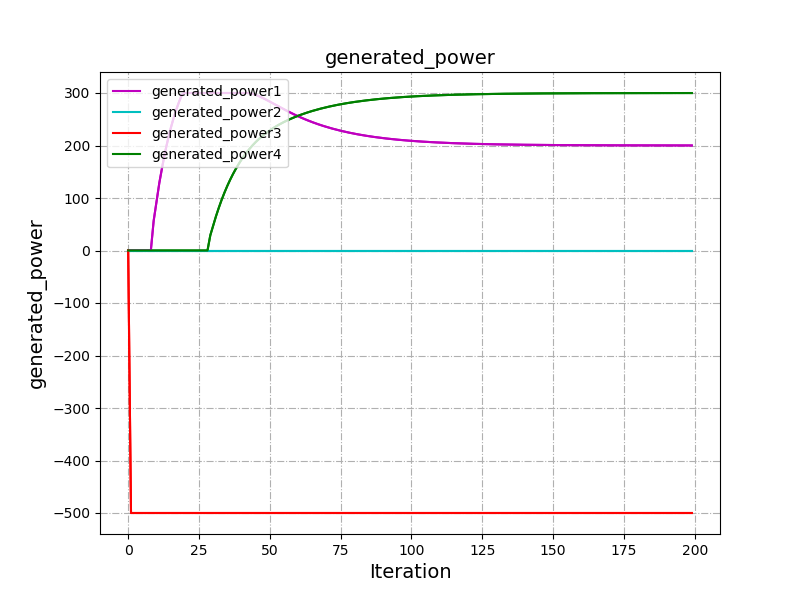 generated_power
generated_power1
generated_power2
generated_power3
generated_power4
300
200
100
0
−100
−200
−300
−400
−500
generated_power
0 25 50 75 100 125 150 175 200
Iteration